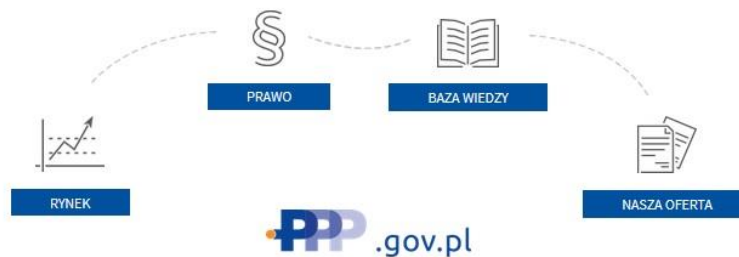 §
PRAWO
BAZA WIEDZY
RYNEK
NASZA OFERTA
PPP.gov.pl